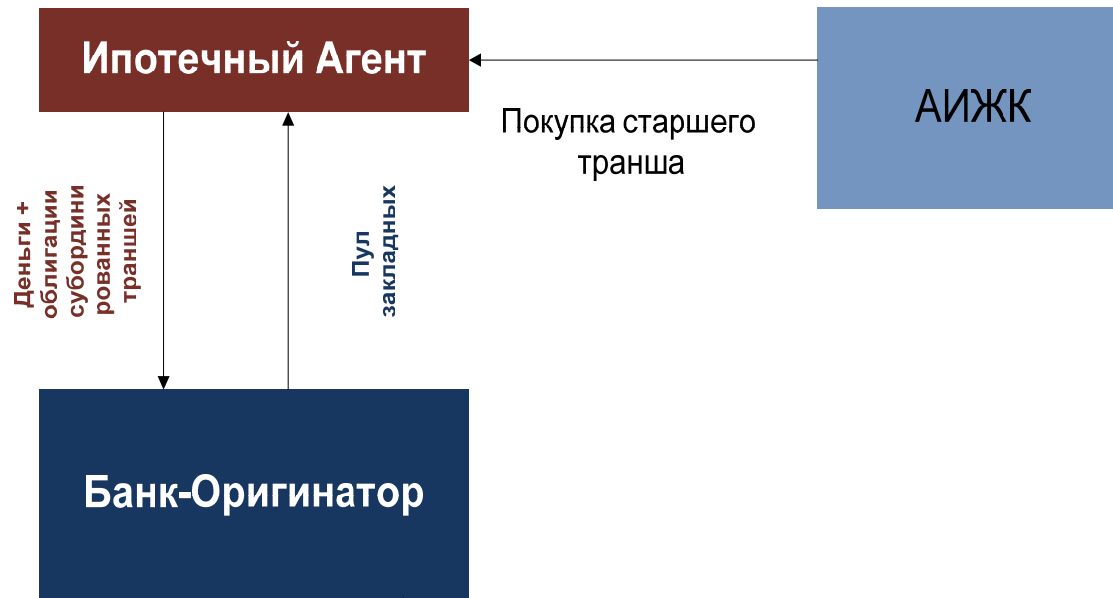 Ипотечный Агент
АИЖК
Покупка старшего
транша
Деньги +
облигации
субордини
рованных
траншей
Пул
закладных
Банк-Оригинатор